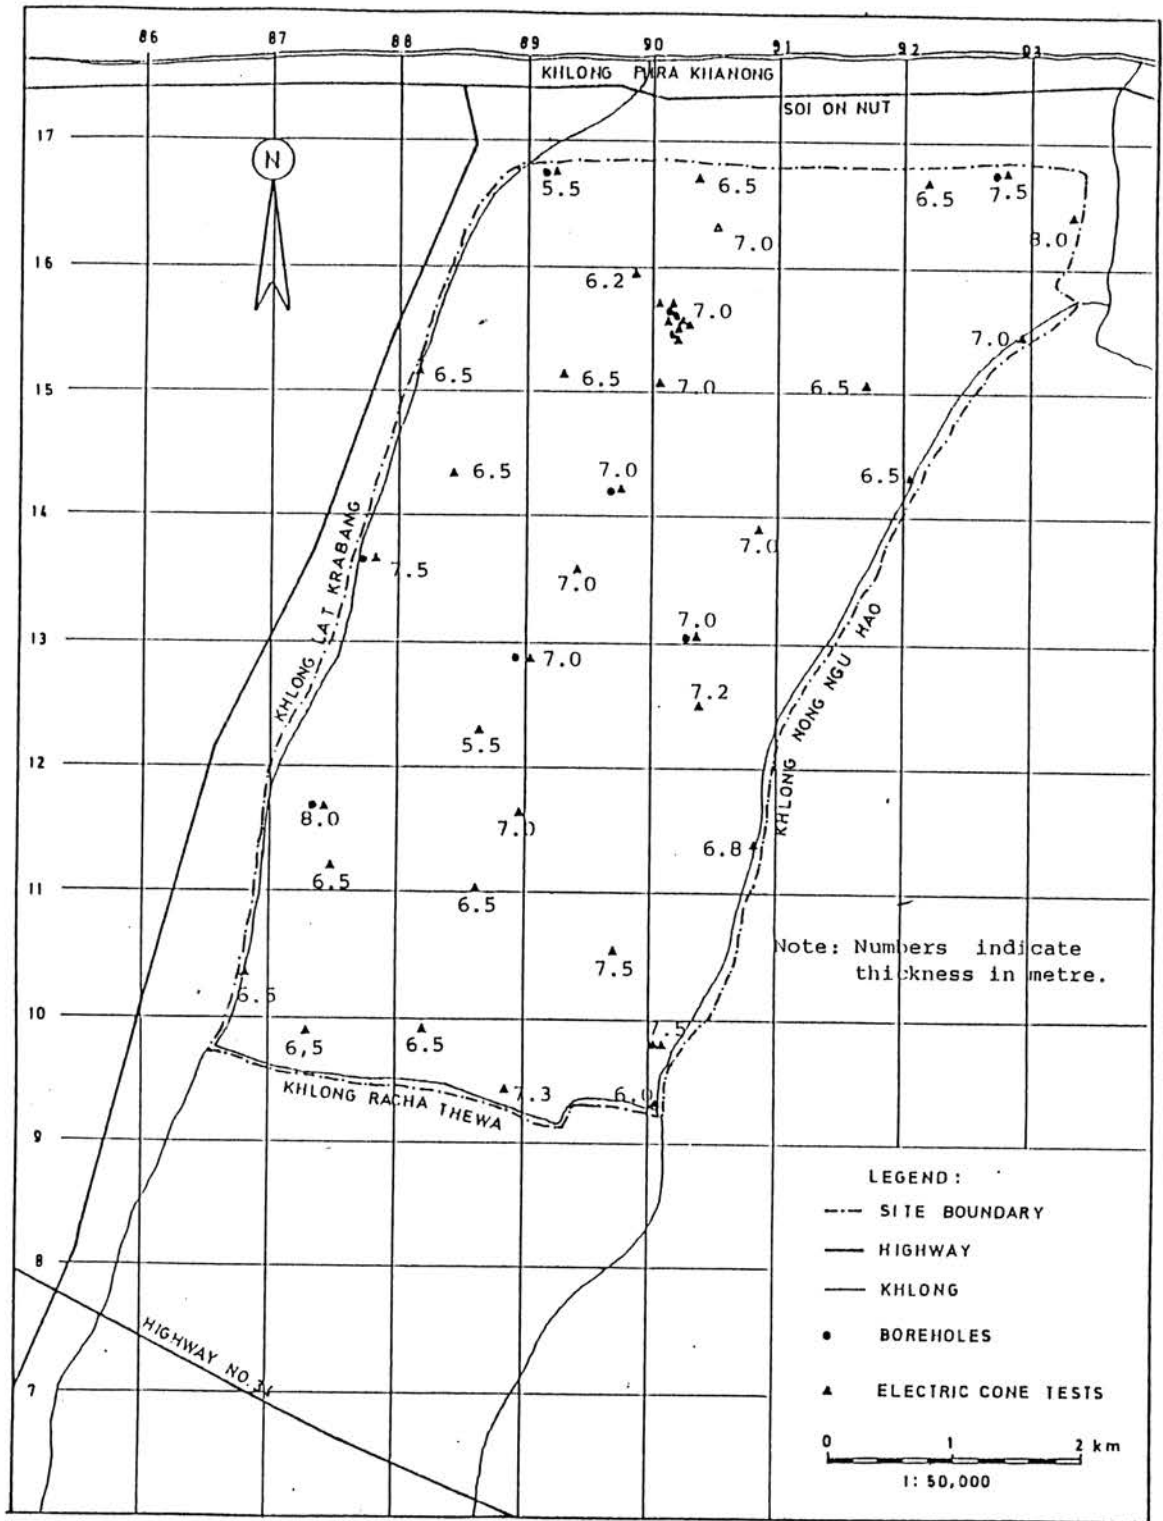 86 87 88 89 90 91 92 93
KHLONG PHRA KHANONG
SOI ON NUT
17
N
5.5
6.5
6.5
7.5
7.0
8.0
16
6.2
7.0
7.0
6.5
6.5
7.0
6.5
15
6.5
7.0
6.5
14
7.0
7.5
7.0
7.0
13
7.0
KHLONG LAT KRABANG
7.2
KHLONG NONG NGU HAO
5.5
12
8.0
7.0
6.8
6.5
11
6.5
Note: Numbers indicate
thickness in metre.
7.5
6.5
10
7.5
6,5
6.5
7.3
6.0
KHLONG RACHA THEWA
9
LEGEND:
SITE BOUNDARY
8
HIGHWAY
KHLONG
HIGHWAY NO.34
BOREHOLES
7
ELECTRIC CONE TESTS
0 1 2 km
1:50,000